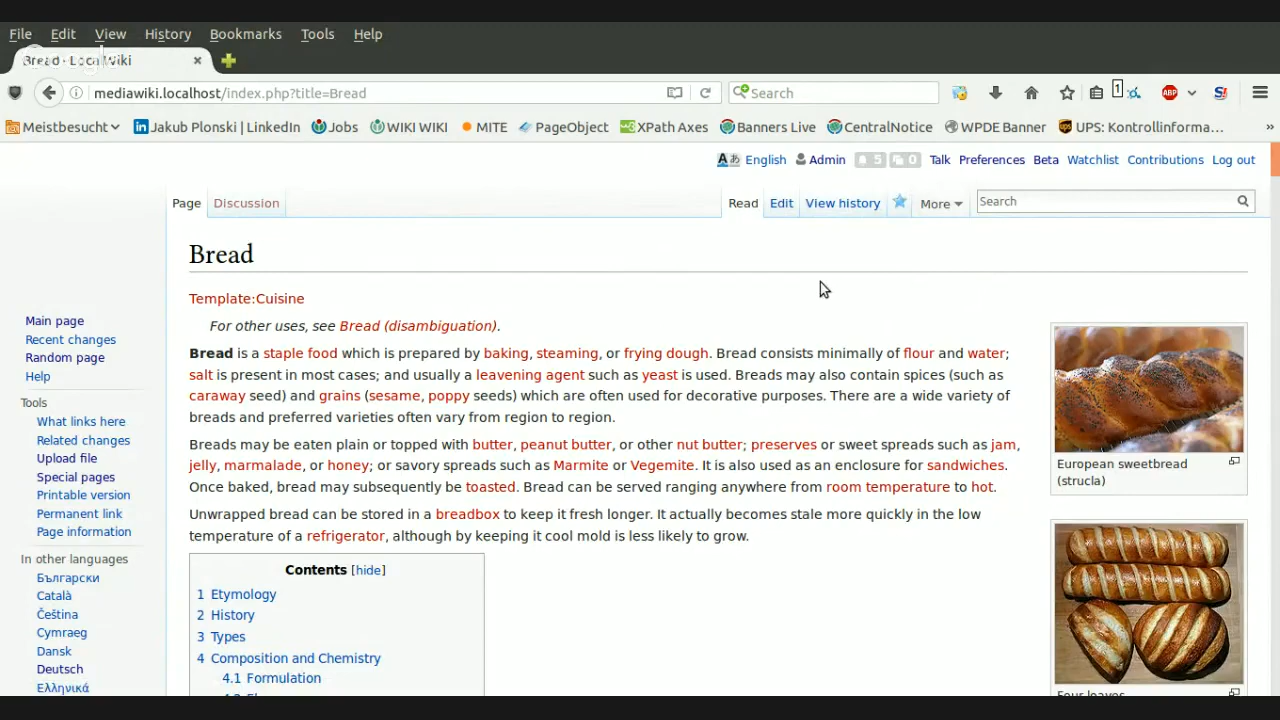 File Edit View History Bookmarks Tools Help
Bread - LocalWiki
mediawiki.localhost/index.php?title=Bread
Search
1
ABP
Meistbesucht
Jakub Plonski | LinkedIn
Jobs
WIKI WIKI
MITE
PageObject
XPath Axes
Banners Live
CentralNotice
WPDE Banner
UPS: Kontrollinforma…
»
English Admin 5 0 Talk Preferences Beta Watchlist Contributions Log out
Page Discussion Read Edit View history More Search
Bread
Template:Cuisine
For other uses, see Bread (disambiguation).
Bread is a staple food which is prepared by baking, steaming, or frying dough. Bread consists minimally of flour and water;
salt is present in most cases; and usually a leavening agent such as yeast is used. Breads may also contain spices (such as
caraway seed) and grains (sesame, poppy seeds) which are often used for decorative purposes. There are a wide variety of
breads and preferred varieties often vary from region to region.
Breads may be eaten plain or topped with butter, peanut butter, or other nut butter; preserves or sweet spreads such as jam,
jelly, marmalade, or honey; or savory spreads such as Marmite or Vegemite. It is also used as an enclosure for sandwiches.
Once baked, bread may subsequently be toasted. Bread can be served ranging anywhere from room temperature to hot.
Unwrapped bread can be stored in a breadbox to keep it fresh longer. It actually becomes stale more quickly in the low
temperature of a refrigerator, although by keeping it cool mold is less likely to grow.
Contents [hide]
1 Etymology
2 History
3 Types
4 Composition and Chemistry
4.1 Formulation
European sweetbread
(strucla)
Four loaves
Main page
Recent changes
Random page
Help
Tools
What links here
Related changes
Upload file
Special pages
Printable version
Permanent link
Page information
In other languages
Български
Català
Čeština
Cymraeg
Dansk
Deutsch
Ελληνικά